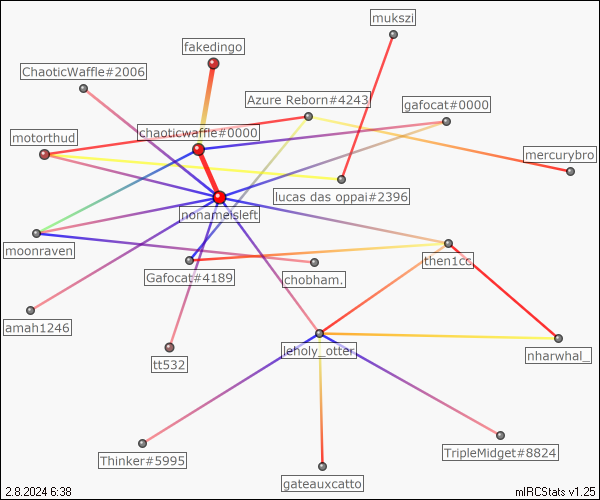 mukszi
fakedingo
ChaoticWaffle#2006
Azure Reborn#4243
gafocat#0000
motorthud
chaoticwaffle#0000
mercurybro
lucas das oppai#2396
nonameisleft
moonraven
then1cc.
Gafocat#4189
chobham.
amah1246
leholy_otter
nharwhal_
tt532
TripleMidget#8824
Thinker#5995
gateauxcatto
2.8.2024 6:38
mIRCStats v1.25